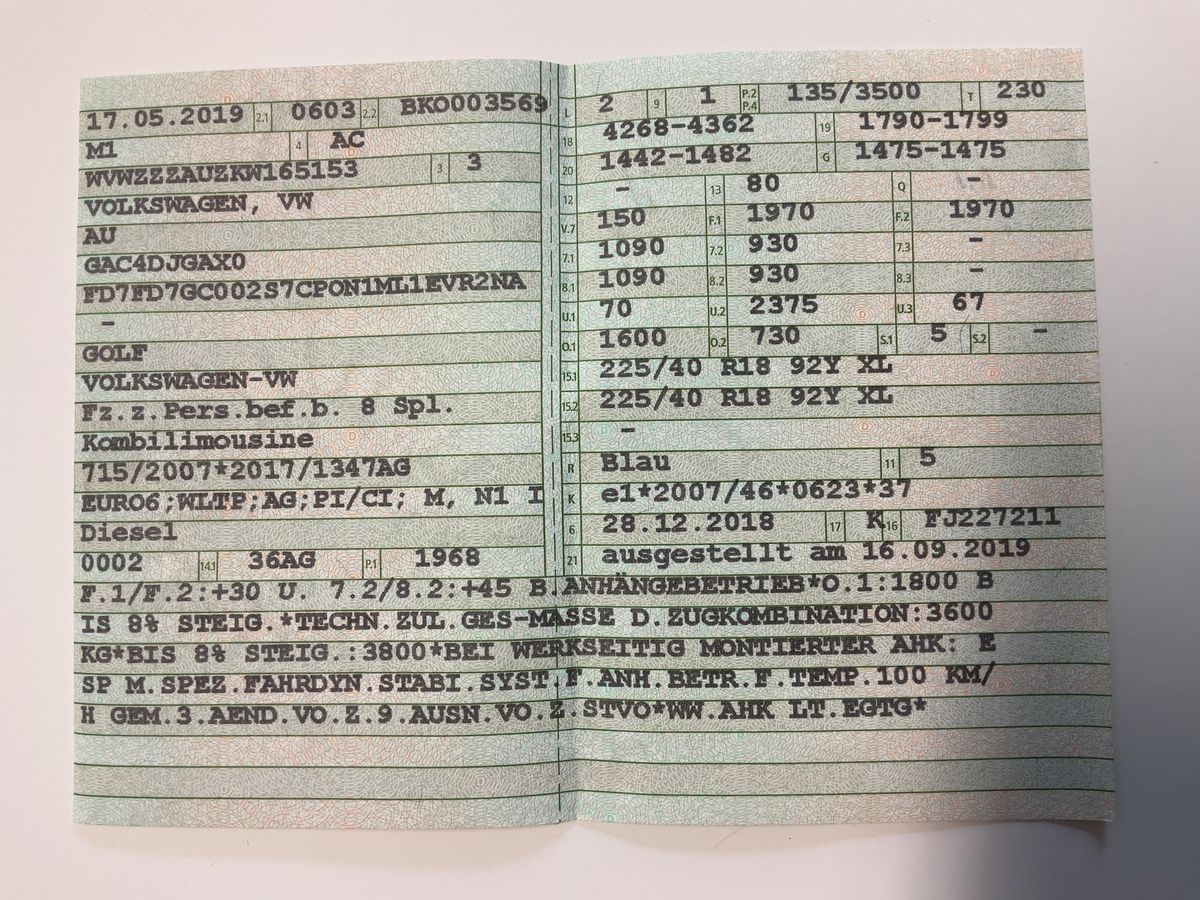 17.05.2019 2.1 0603 2.2 BKO003569
M1 4 AC
WVWZZZAUZKW165153 3 3
VOLKSWAGEN, VW
AU
GAC4DJGAX0
FD7FD7GC002S7CPON1ML1EVR2NA
-
GOLF
VOLKSWAGEN-VW
Fz.z.Pers.bef.b. 8 Spl.
Kombilimousine
715/2007*2017/1347AG
EURO6;WLTP;AG;PI/CI; M, N1 I
Diesel
0002 14.1 36AG P.1 1968
L 2 9 1 P.2 P.4 135/3500 T 230
18 4268-4362 19 1790-1799
20 1442-1482 G 1475-1475
12 - 13 80 Q -
V.7 150 F.1 1970 F.2 1970
7.1 1090 7.2 930 7.3 -
8.1 1090 8.2 930 8.3 -
U.1 70 U.2 2375 U.3 67
O.1 1600 O.2 730 S.1 5 S.2 -
15.1 225/40 R18 92Y XL
15.2 225/40 R18 92Y XL
15.3 -
R Blau 11 5
K e1*2007/46*0623*37
6 28.12.2018 17 K 16 FJ227211
21 ausgestellt am 16.09.2019
F.1/F.2:+30 U. 7.2/8.2:+45 B.ANHÄNGEBETRIEB*O.1:1800 B
IS 8% STEIG.*TECHN.ZUL.GES-MASSE D.ZUGKOMBINATION:3600
KG*BIS 8% STEIG.:3800*BEI WERKSEITIG MONTIERTER AHK: E
SP M.SPEZ.FAHRDYN.STABI.SYST.F.ANH.BETR.F.TEMP.100 KM/
H GEM.3.AEND.VO.Z.9.AUSN.VO.Z.STVO*WW.AHK LT.EGTG*